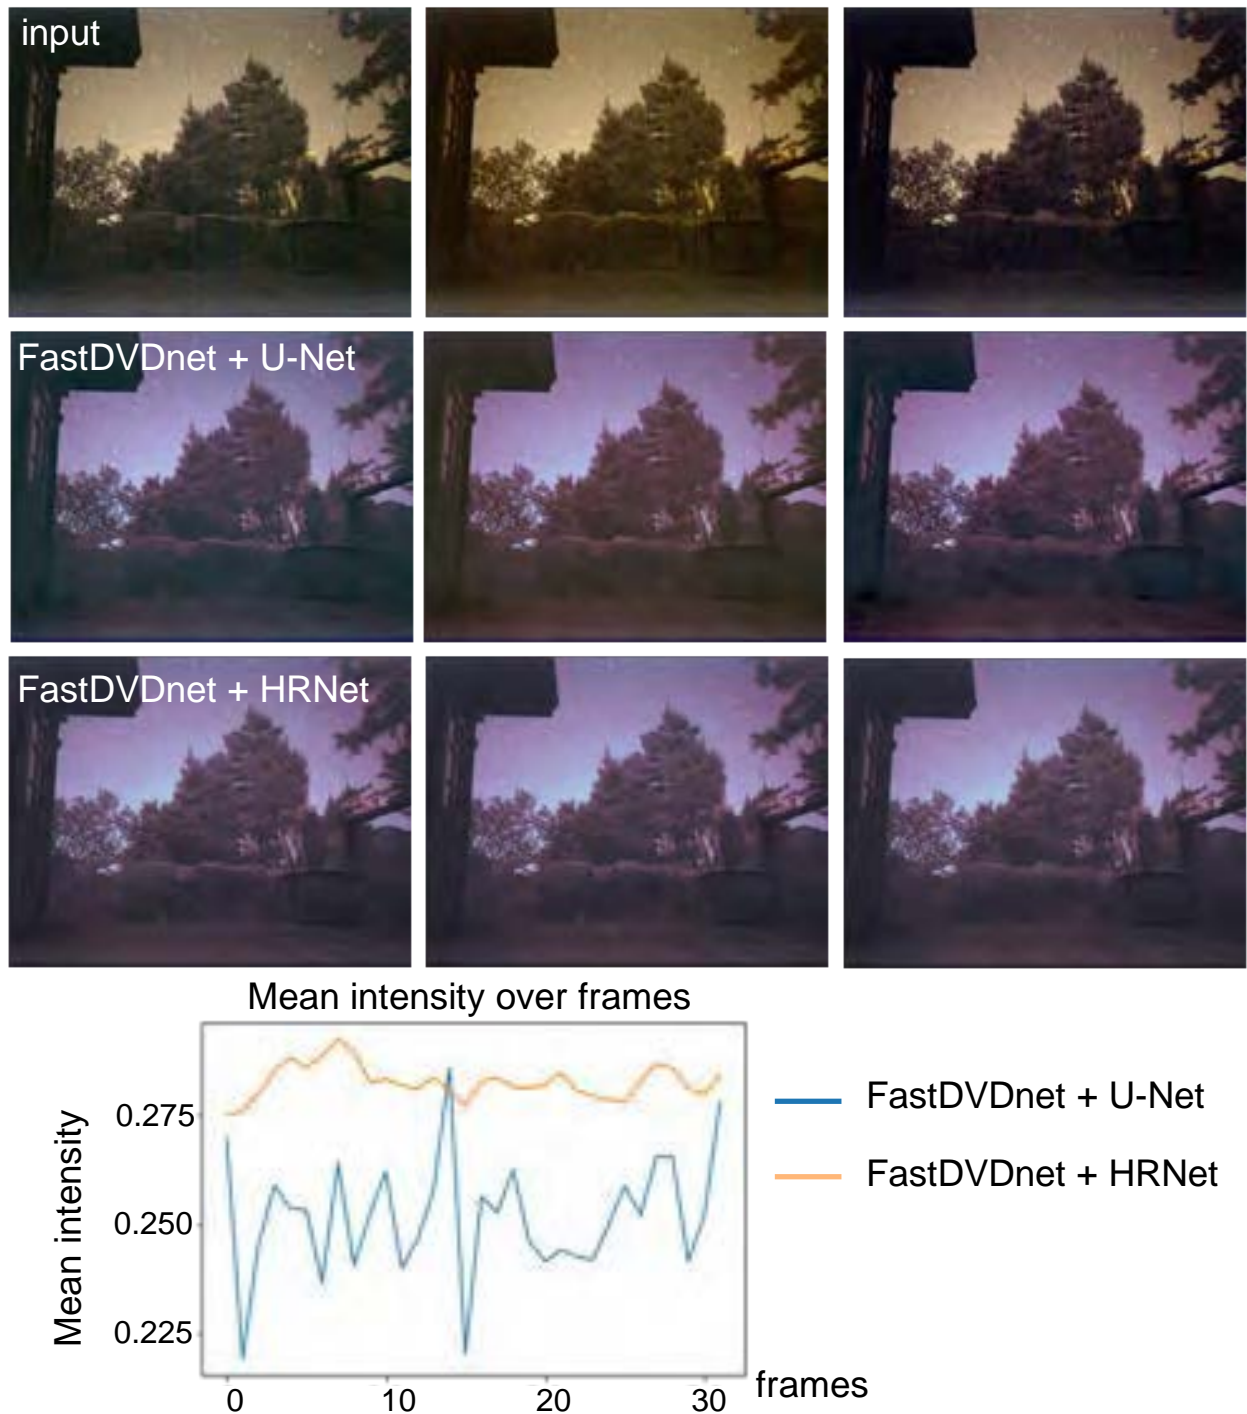 input
FastDVDnet + U-Net
FastDVDnet + HRNet
Mean intensity over frames
Mean intensity
0.275
0.250
0.225
0
10
20
30
frames
FastDVDnet + U-Net
FastDVDnet + HRNet